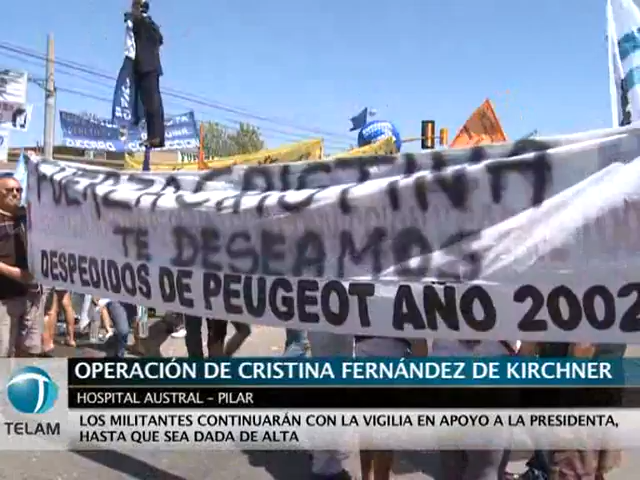 FUERZA CRISTINA
TE DESEAMOS
DESPEDIDOS DE PEUGEOT AÑO 2002
OPERACIÓN DE CRISTINA FERNÁNDEZ DE KIRCHNER
HOSPITAL AUSTRAL – PILAR
TELAM
LOS MILITANTES CONTINUARÁN CON LA VIGILIA EN APOYO A LA PRESIDENTA,
HASTA QUE SEA DADA DE ALTA